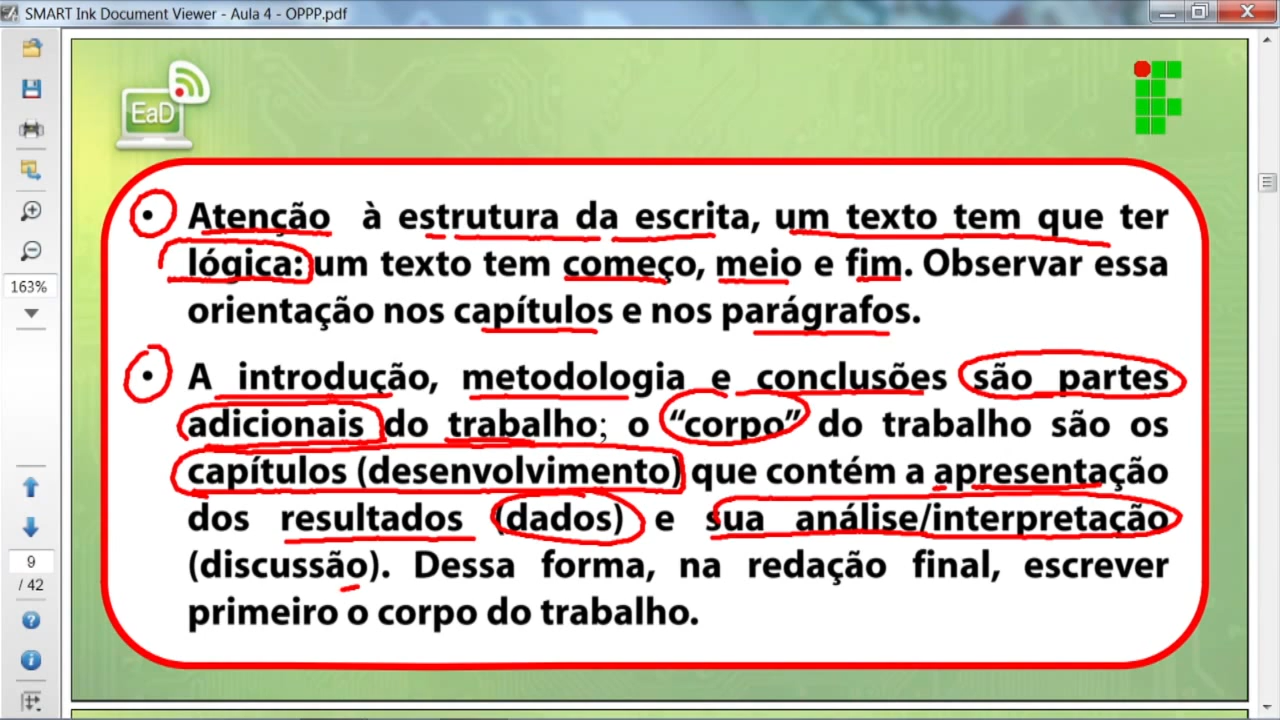 SMART Ink Document Viewer - Aula 4 - OPPP.pdf
EaD
163%
9
/ 42
• Atenção à estrutura da escrita, um texto tem que ter
lógica: um texto tem começo, meio e fim. Observar essa
orientação nos capítulos e nos parágrafos.
• A introdução, metodologia e conclusões são partes
adicionais do trabalho; o “corpo” do trabalho são os
capítulos (desenvolvimento) que contém a apresentação
dos resultados (dados) e sua análise/interpretação
(discussão). Dessa forma, na redação final, escrever
primeiro o corpo do trabalho.